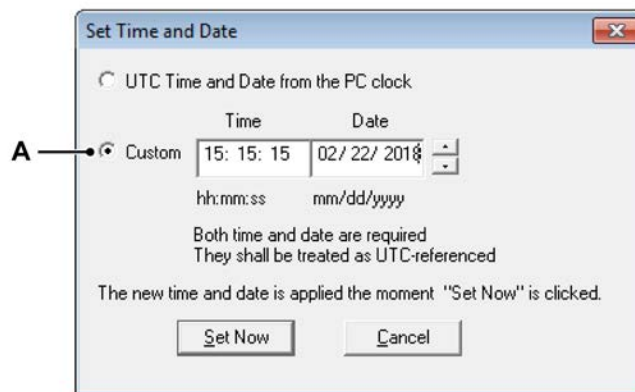 Set Time and Date
UTC Time and Date from the PC clock
Time Date
A Custom 15: 15: 15 02/ 22/ 2018
hh:mm:ss mm/dd/yyyy
Both time and date are required
They shall be treated as UTC-referenced
The new time and date is applied the moment "Set Now" is clicked.
Set Now Cancel